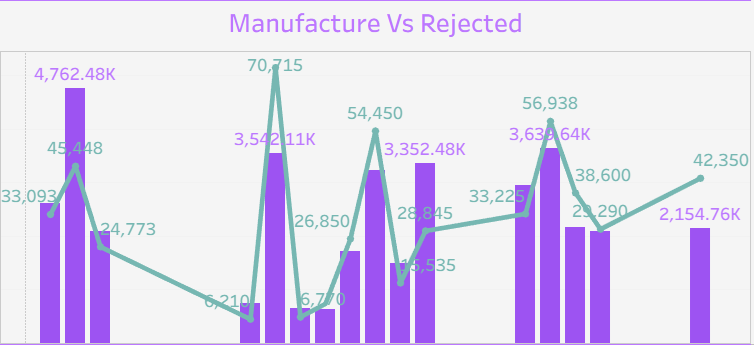 Manufacture Vs Rejected
4,762.48K
70,715
54,450
56,938
3,542.11K
3,639.64K
45,448
3,352.48K
42,350
38,600
33,093
33,225
28,845
29,290
2,154.76K
26,850
24,773
15,535
6,210
6,770